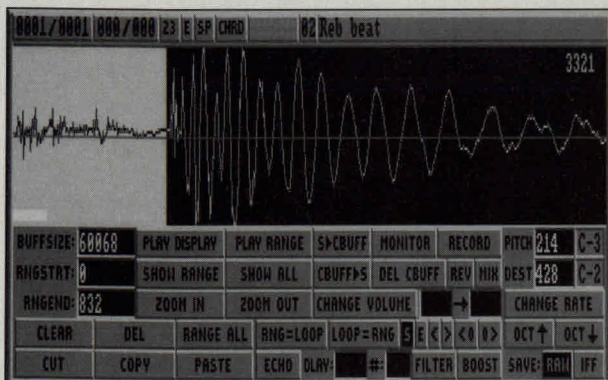 0001/0001 000/000 23 E SP CHRD 02 Reb beat
3321
BUFFSIZE: 60068 PLAY DISPLAY PLAY RANGE S▶CBUFF MONITOR RECORD PITCH 214 C-3
RNGSTRT: 0 SHOW RANGE SHOW ALL CBUFF▶S DEL CBUFF REV MIX DEST 428 C-2
RNGEND: 832 ZOOM IN ZOOM OUT CHANGE VOLUME → CHANGE RATE
CLEAR DEL RANGE ALL RNG=LOOP LOOP=RNG S E < > <0 0> OCT↑ OCT↓
CUT COPY PASTE ECHO DLAY: #: FILTER BOOST SAVE: RAW IFF